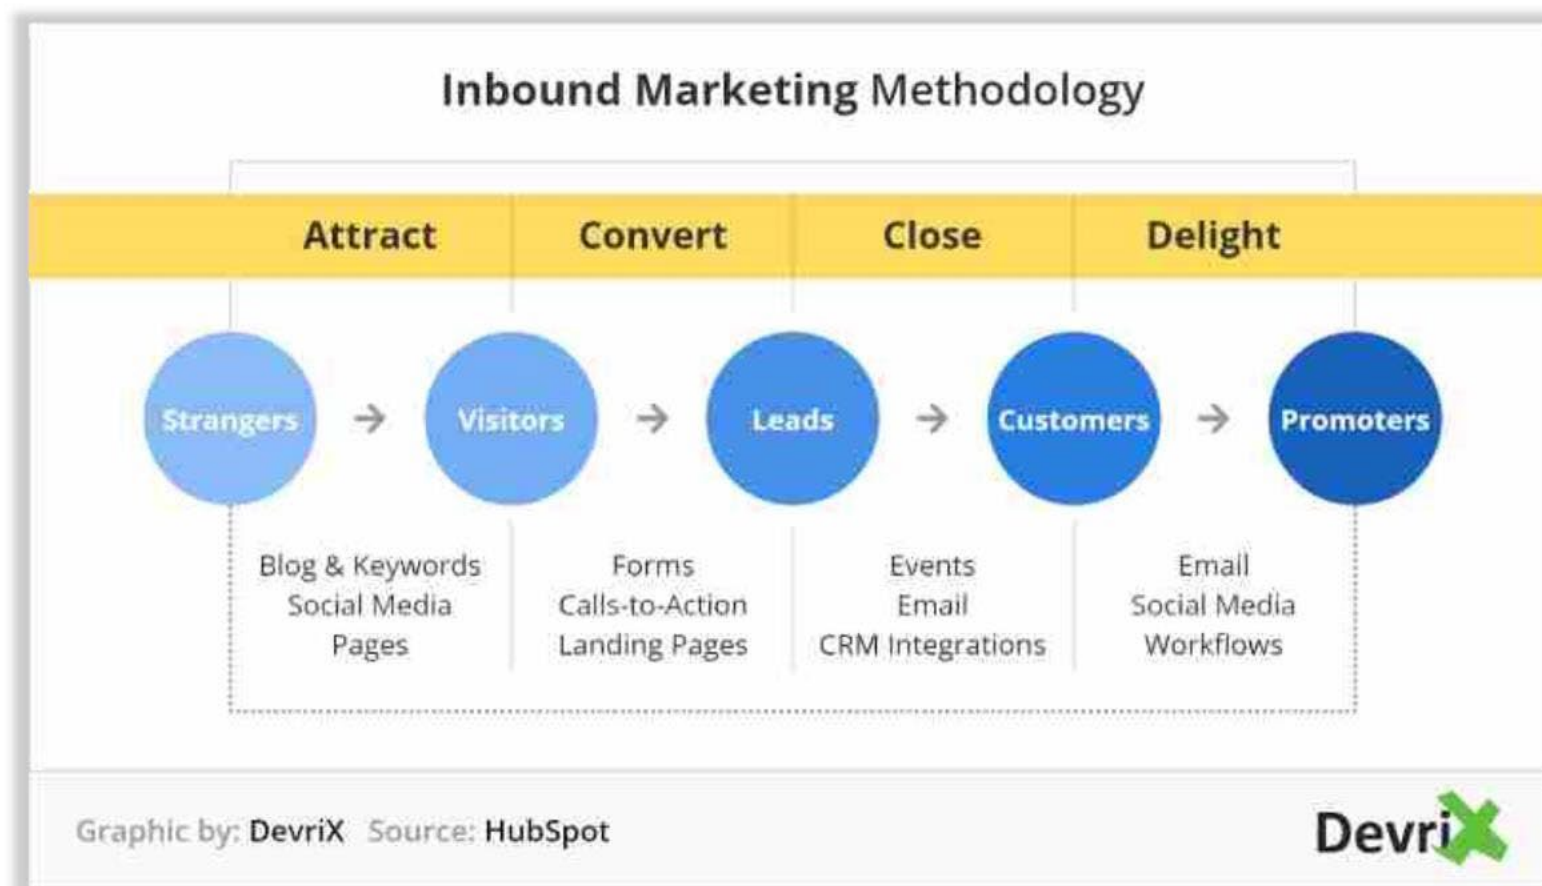 Inbound Marketing Methodology
Attract Convert Close Delight
Strangers → Visitors → Leads → Customers → Promoters
Blog & Keywords
Social Media
Pages
Forms
Calls-to-Action
Landing Pages
Events
Email
CRM Integrations
Email
Social Media
Workflows
Graphic by: DevriX Source: HubSpot
DevriX